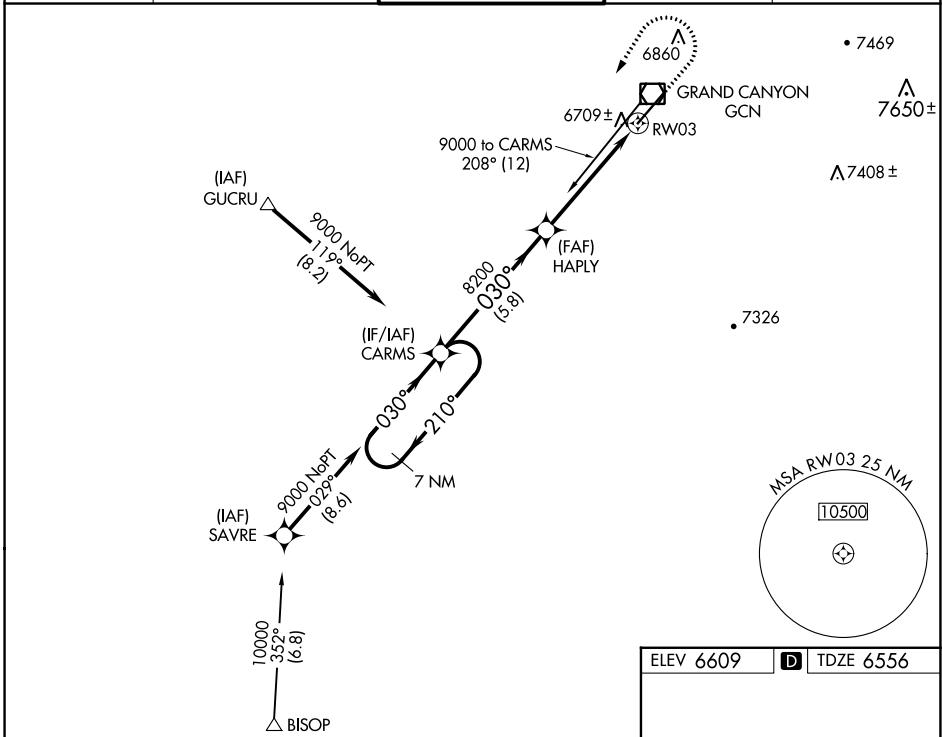 6860
7469
GRAND CANYON
GCN
7650±
6709±
RW03
9000 to CARMS
208° (12)
7408±
(IAF)
GUCRU
9000 NoPT
119°
(8.2)
(FAF)
HAPLY
8200
030°
(5.8)
7326
(IF/IAF)
CARMS
030°
210°
7 NM
9000 NoPT
029°
(8.6)
(IAF)
SAVRE
MSA RW03 25 NM
10500
10000
352°
(6.8)
BISOP
ELEV 6609 D TDZE 6556